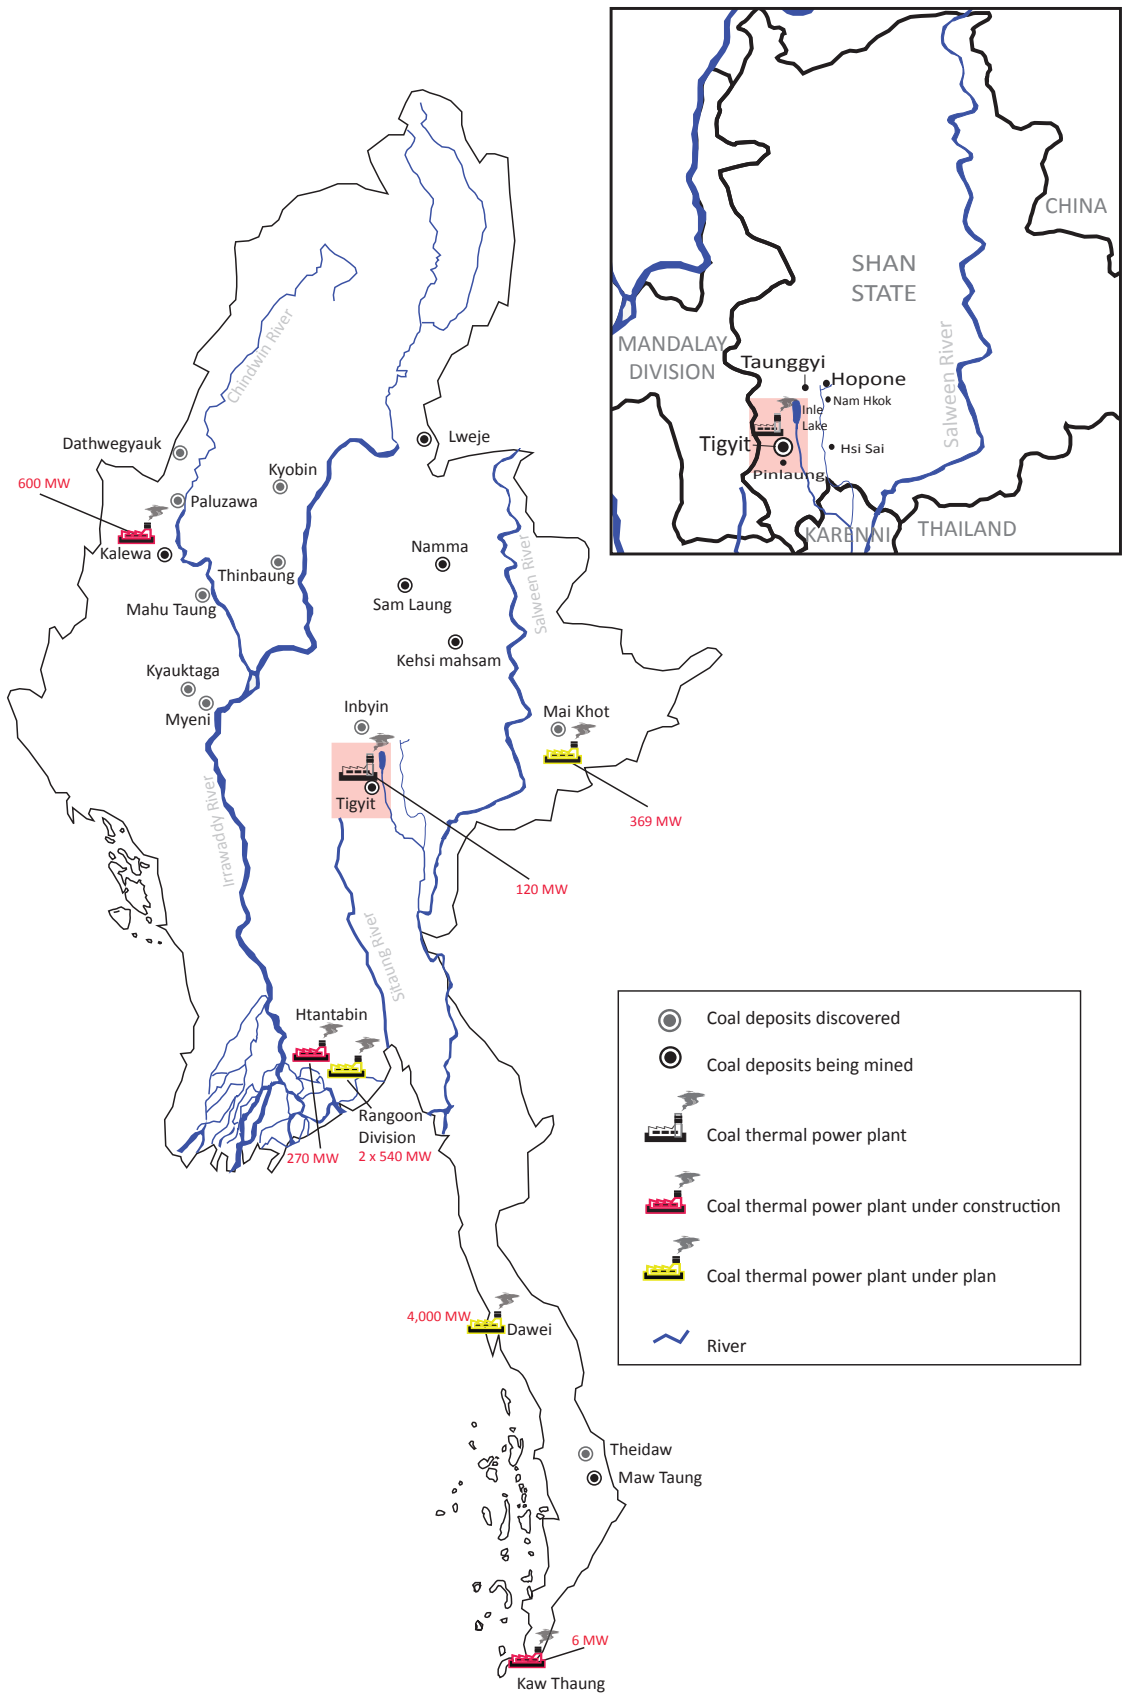 CHINA
SHAN
STATE
MANDALAY
DIVISION
Salween River
Taunggyi
Hopone
Nam Hkok
Inle
Lake
Tigyit
Hsi Sai
Pinlaung
KARENNI
THAILAND
Chindwin River
Dathwegyauk
Lweje
Kyobin
600 MW
Paluzawa
Kalewa
Namma
Thinbaung
Sam Laung
Mahu Taung
Salween River
Kehsi mahsam
Kyauktaga
Myeni
Inbyin
Mai Khot
Tigyit
369 MW
Irrawaddy River
120 MW
Sittaung River
Htantabin
Rangoon
Division
270 MW
2 x 540 MW
4,000 MW
Dawei
Theidaw
Maw Taung
6 MW
Kaw Thaung
Coal deposits discovered
Coal deposits being mined
Coal thermal power plant
Coal thermal power plant under construction
Coal thermal power plant under plan
River